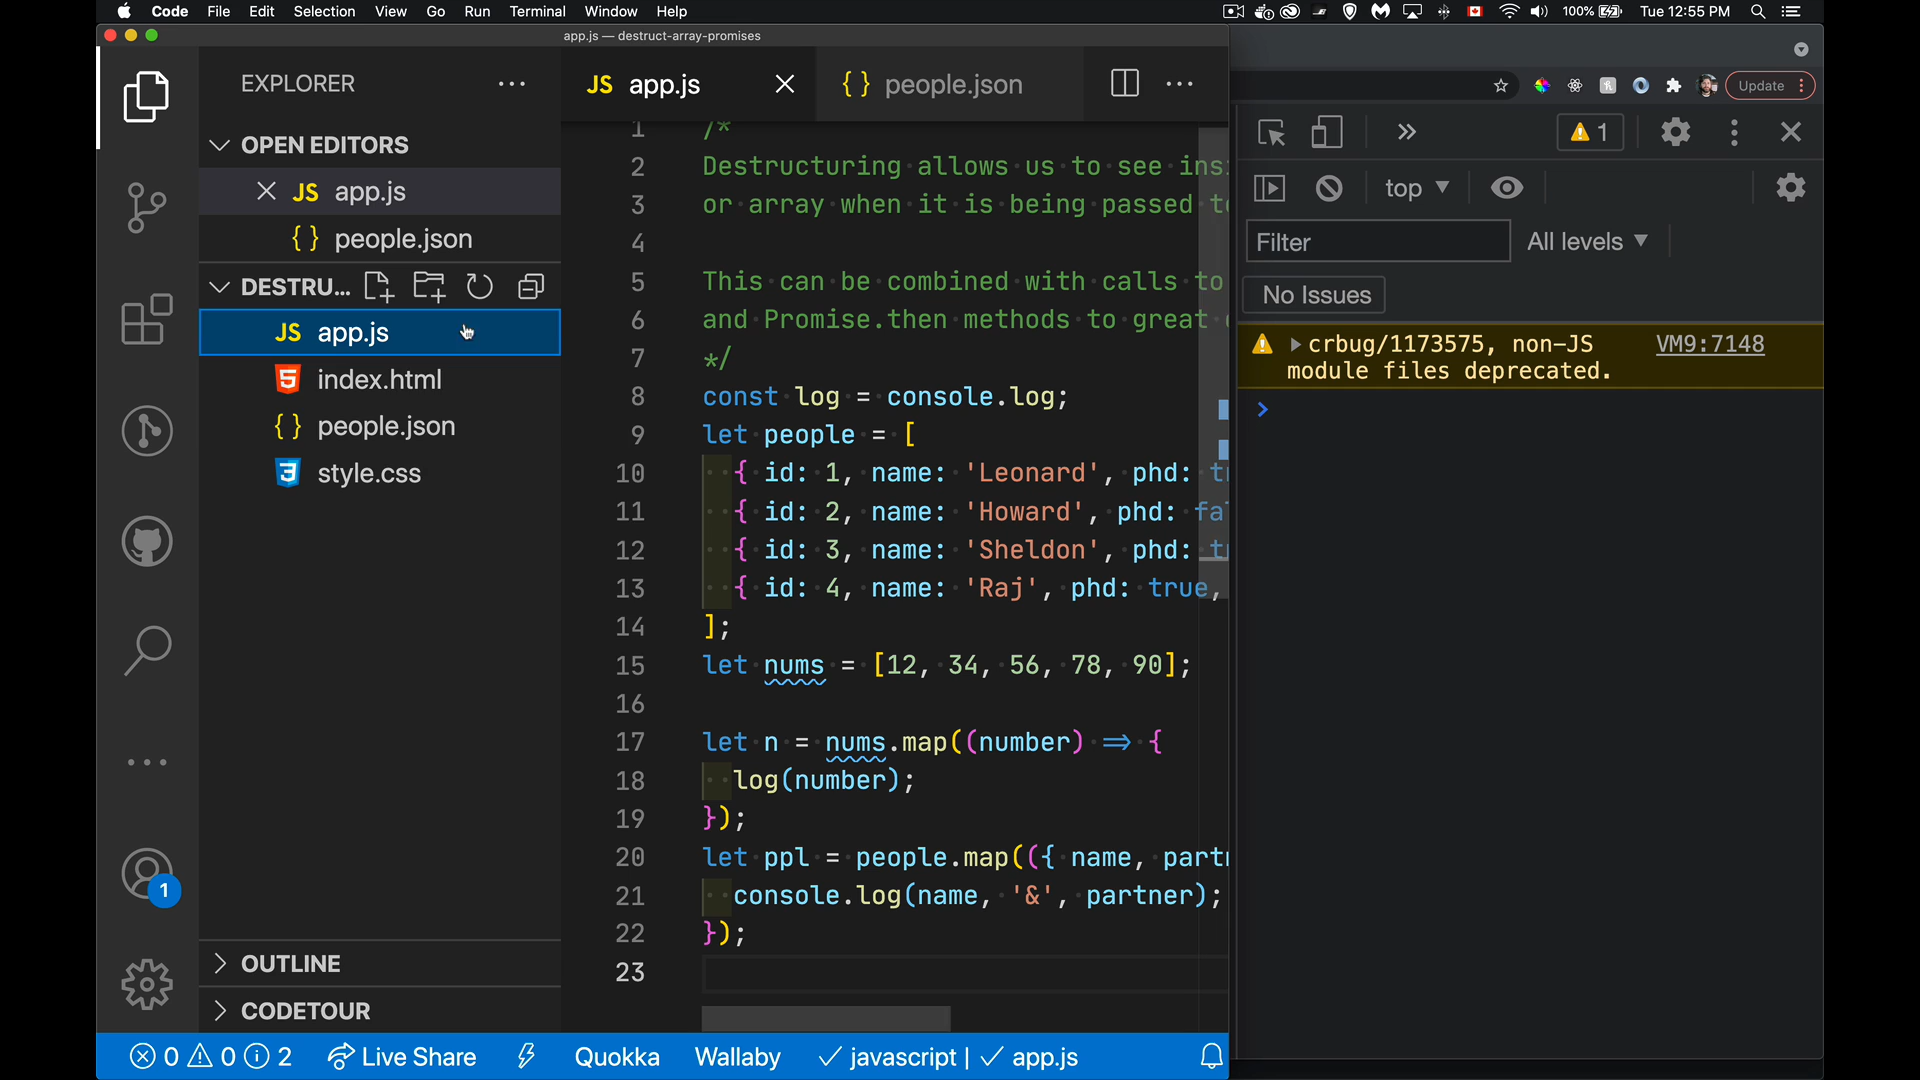 Code File Edit Selection View Go Run Terminal Window Help 100% Tue 12:55 PM
app.js — destruct-array-promises
EXPLORER
OPEN EDITORS
JS app.js
{ } people.json
DESTRU...
JS app.js
index.html
{ } people.json
style.css
OUTLINE
CODETOUR
JS app.js
{ } people.json
1 /*
2 Destructuring allows us to see ins
3 or array when it is being passed t
4
5 This can be combined with calls to
6 and Promise.then methods to great
7 */
8 const log = console.log;
9 let people = [
10 { id: 1, name: 'Leonard', phd: t
11 { id: 2, name: 'Howard', phd: fa
12 { id: 3, name: 'Sheldon', phd: t
13 { id: 4, name: 'Raj', phd: true,
14 ];
15 let nums = [12, 34, 56, 78, 90];
16
17 let n = nums.map((number) => {
18 log(number);
19 });
20 let ppl = people.map(({ name, part
21 console.log(name, '&', partner);
22 });
23
1
0 0 2 Live Share Quokka Wallaby javascript | app.js
Update
1
top
Filter All levels
No Issues
crbug/1173575, non-JS module files deprecated. VM9:7148